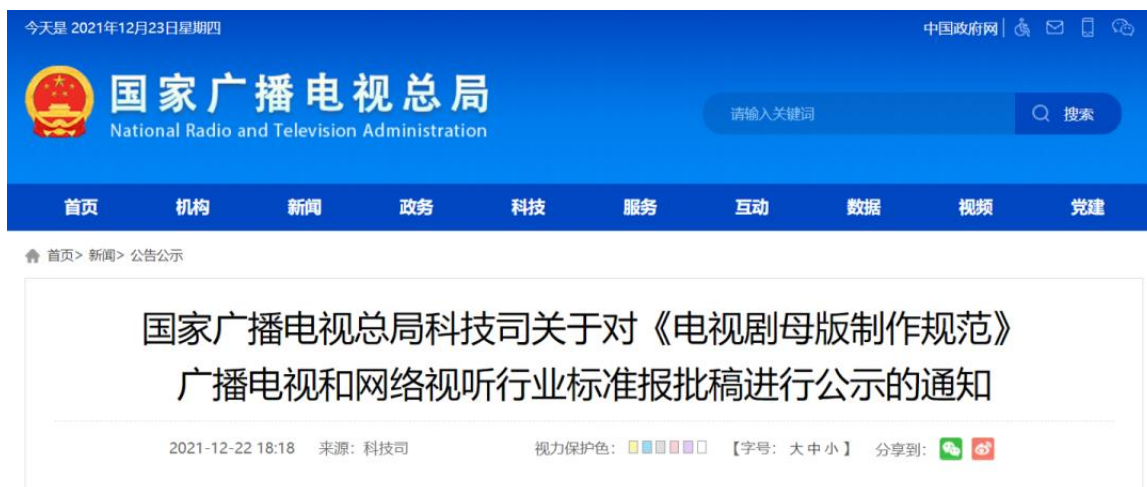 今天是 2021年12月23日星期四
中国政府网
国家广播电视总局
National Radio and Television Administration
请输入关键词
搜索
首页 机构 新闻 政务 科技 服务 互动 数据 视频 党建
首页> 新闻> 公告公示
国家广播电视总局科技司关于对《电视剧母版制作规范》
广播电视和网络视听行业标准报批稿进行公示的通知
2021-12-22 18:18 来源：科技司 视力保护色： 【字号：大 中 小】 分享到：